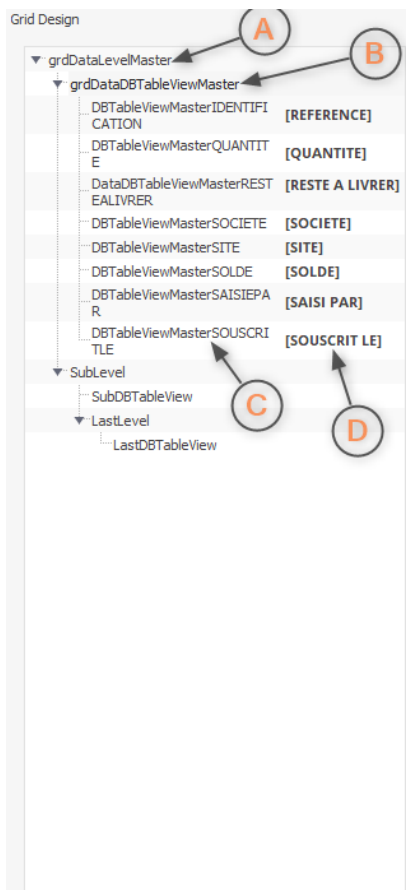 Grid Design
A
grdDataLevelMaster
B
grdDataDBTableViewMaster
DBTableViewMasterIDENTIFI
CATION
[REFERENCE]
DBTableViewMasterQUANTIT
E
[QUANTITE]
DataDBTableViewMasterREST
EALIVRER
[RESTE A LIVRER]
DBTableViewMasterSOCIETE [SOCIETE]
DBTableViewMasterSITE [SITE]
DBTableViewMasterSOLDE [SOLDE]
DBTableViewMasterSAISIEPA
R
[SAISI PAR]
DBTableViewMasterSOUSCRI
TLE
[SOUSCRIT LE]
SubLevel
SubDBTableView
C
D
LastLevel
LastDBTableView